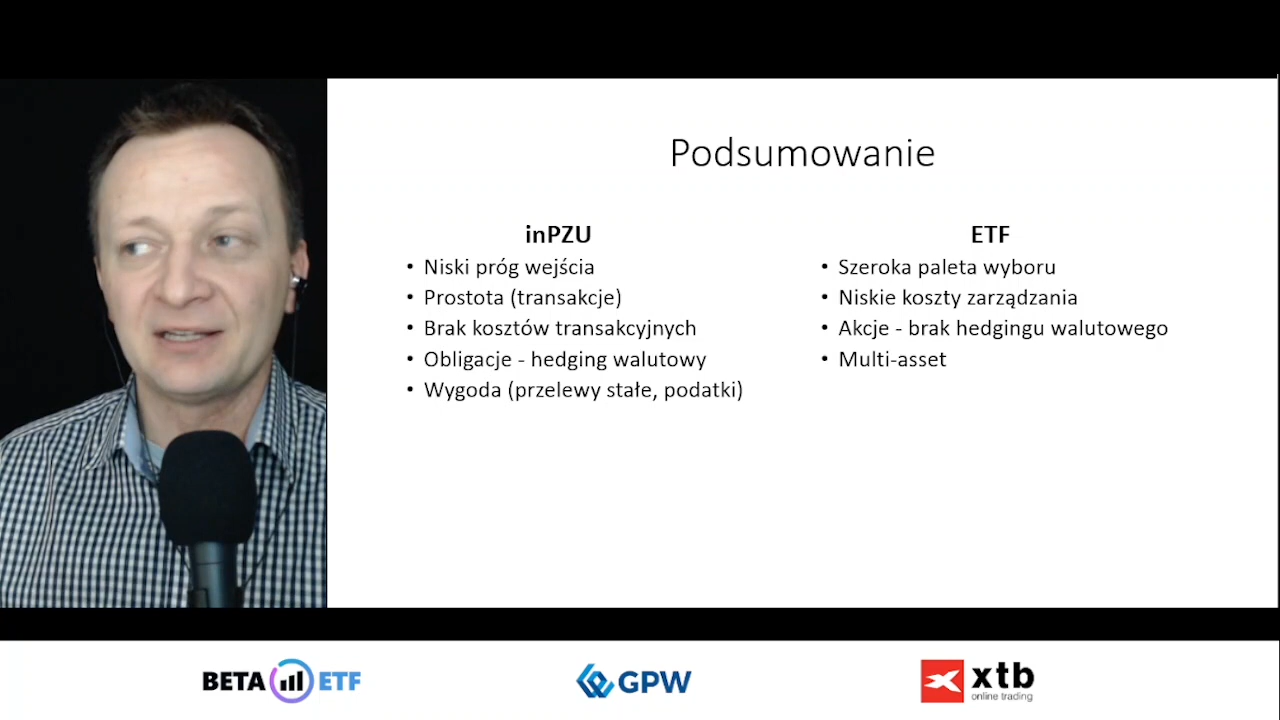 Podsumowanie
inPZU
• Niski próg wejścia
• Prostota (transakcje)
• Brak kosztów transakcyjnych
• Obligacje - hedging walutowy
• Wygoda (przelewy stałe, podatki)
ETF
• Szeroka paleta wyboru
• Niskie koszty zarządzania
• Akcje - brak hedgingu walutowego
• Multi-asset
BETA ETF
GPW
xtb
online trading